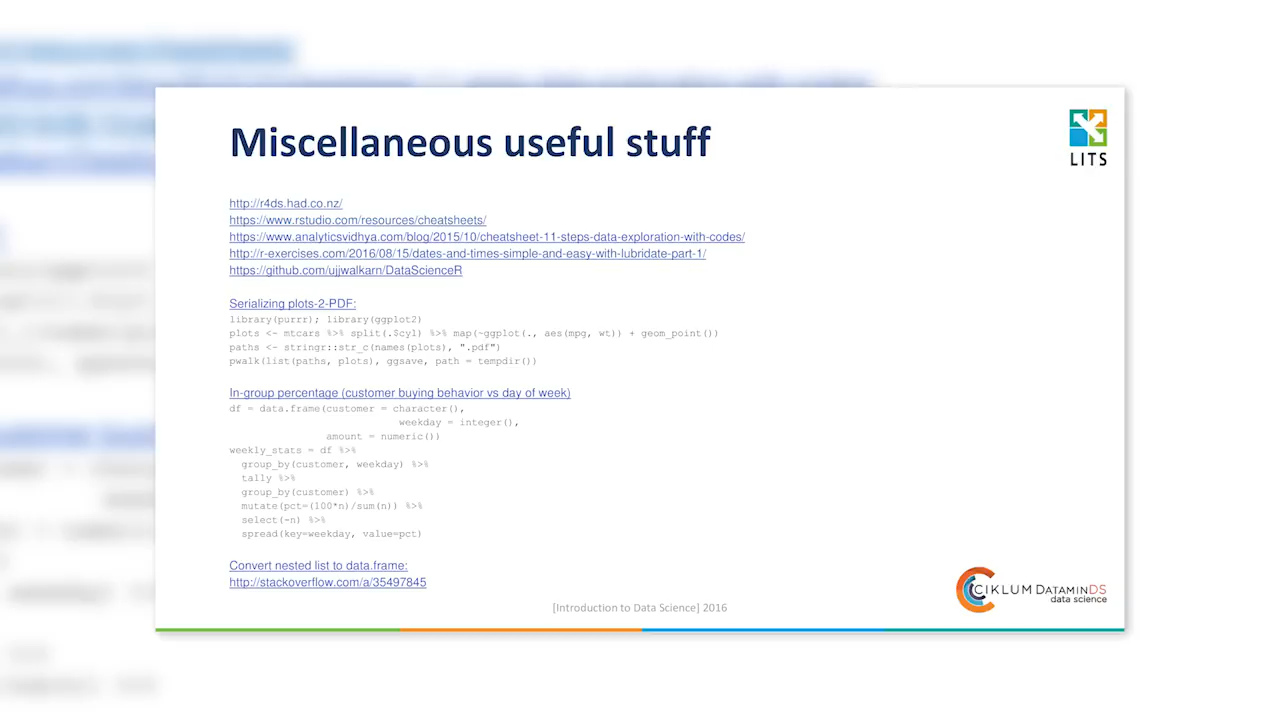 Miscellaneous useful stuff
LITS
http://r4ds.had.co.nz/
https://www.rstudio.com/resources/cheatsheets/
https://www.analyticsvidhya.com/blog/2015/10/cheatsheet-11-steps-data-exploration-with-codes/
http://r-exercises.com/2016/08/15/dates-and-times-simple-and-easy-with-lubridate-part-1/
https://github.com/ujjwalkarn/DataScienceR
Serializing plots-2-PDF:
library(purrr); library(ggplot2)
plots <- mtcars %>% split(.$cyl) %>% map(~ggplot(., aes(mpg, wt)) + geom_point())
paths <- stringr::str_c(names(plots), ".pdf")
pwalk(list(paths, plots), ggsave, path = tempdir())
In-group percentage (customer buying behavior vs day of week)
df = data.frame(customer = character(),
weekday = integer(),
amount = numeric())
weekly_stats = df %>%
group_by(customer, weekday) %>%
tally %>%
group_by(customer) %>%
mutate(pct=(100*n)/sum(n)) %>%
select(-n) %>%
spread(key=weekday, value=pct)
Convert nested list to data.frame:
http://stackoverflow.com/a/35497845
[Introduction to Data Science] 2016
CIKLUM DATAMINDS
data science